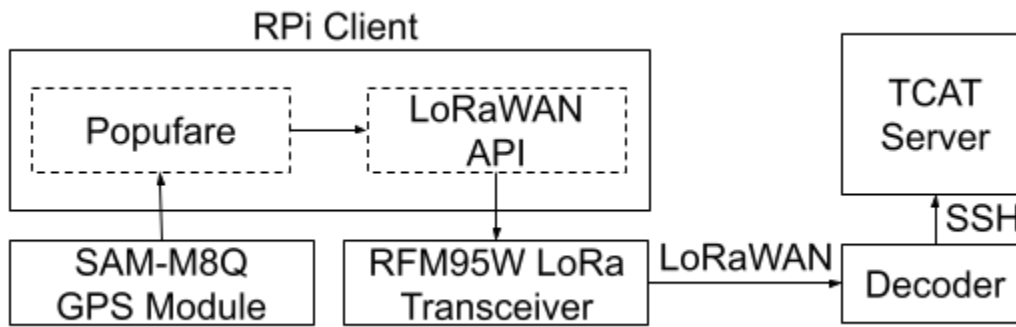 RPi Client
Popufare
LoRaWAN
API
TCAT
Server
SSH
SAM-M8Q
GPS Module
RFM95W LoRa
Transceiver
LoRaWAN
Decoder